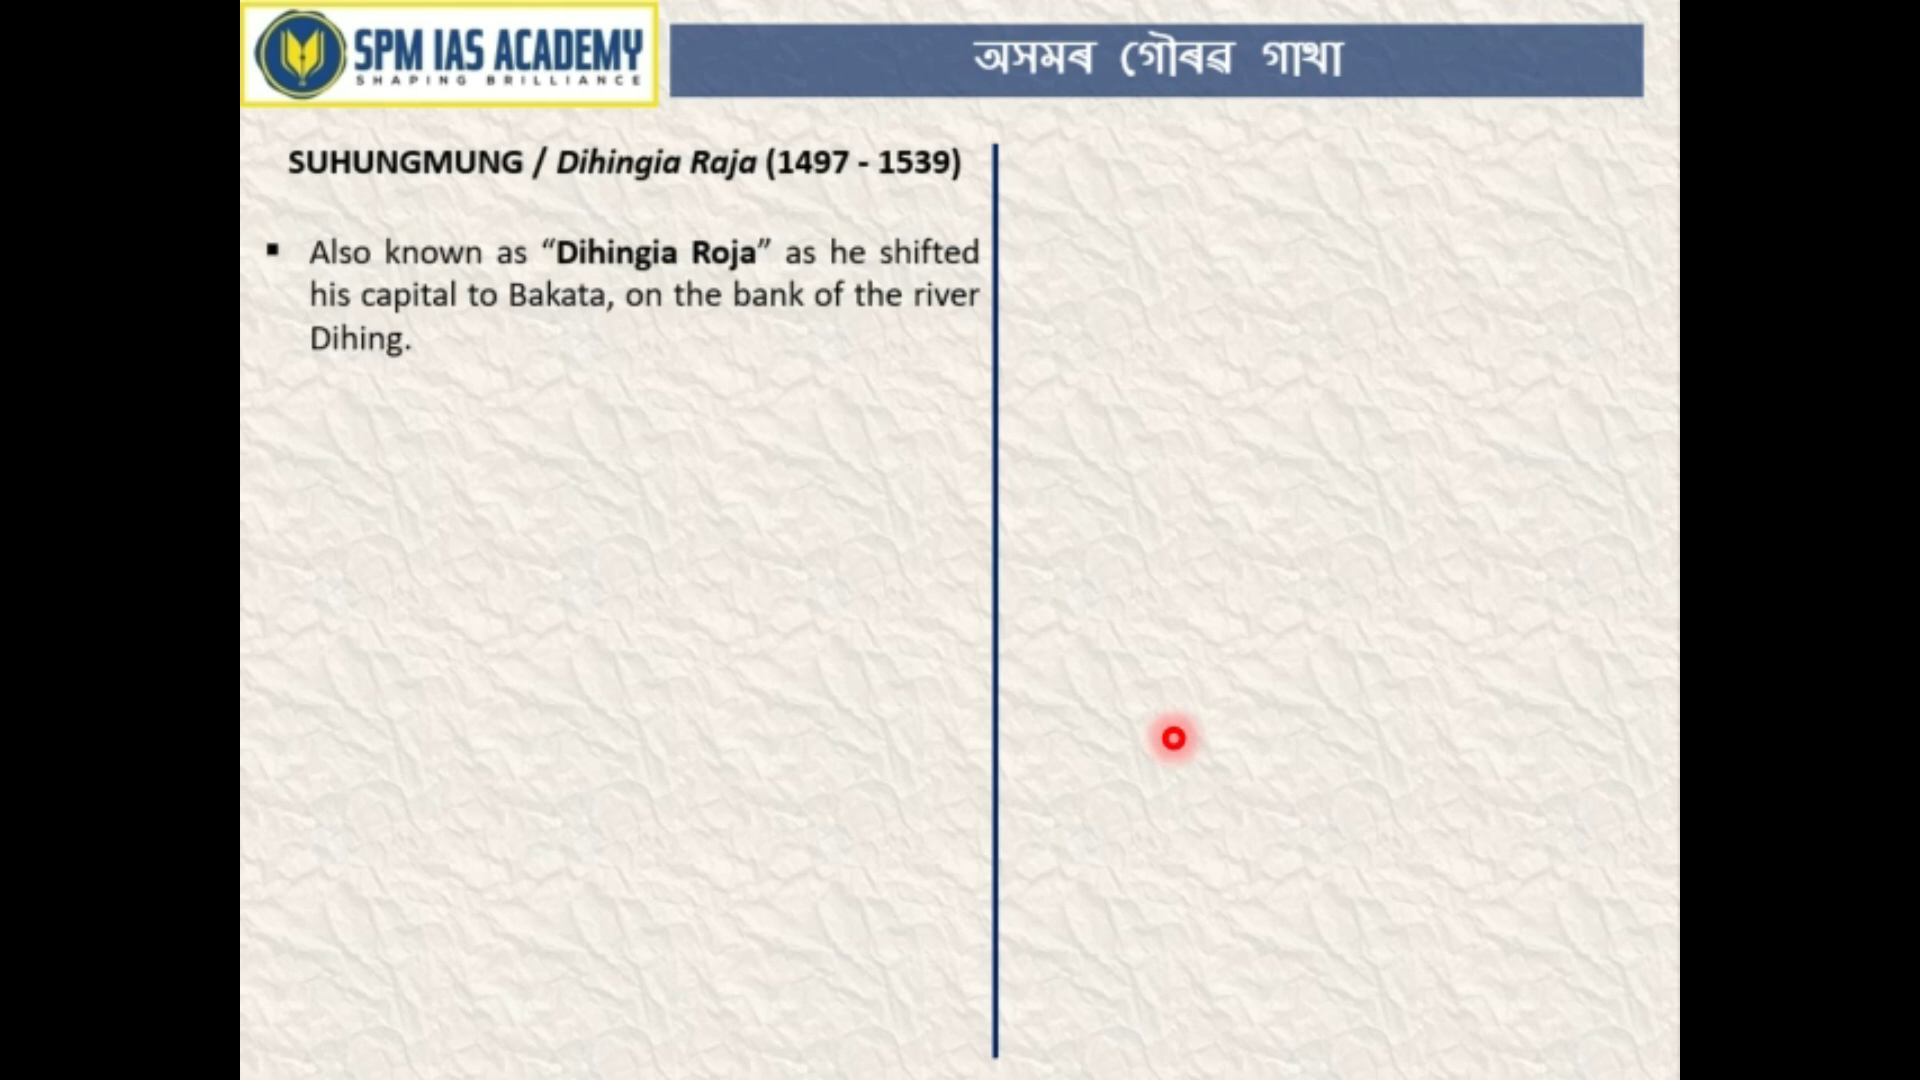 SPM IAS ACADEMY
SHAPING BRILLIANCE
অসমৰ গৌৰৱ গাথা
SUHUNGMUNG / Dihingia Raja (1497 - 1539)
▪ Also known as “Dihingia Roja” as he shifted
his capital to Bakata, on the bank of the river
Dihing.